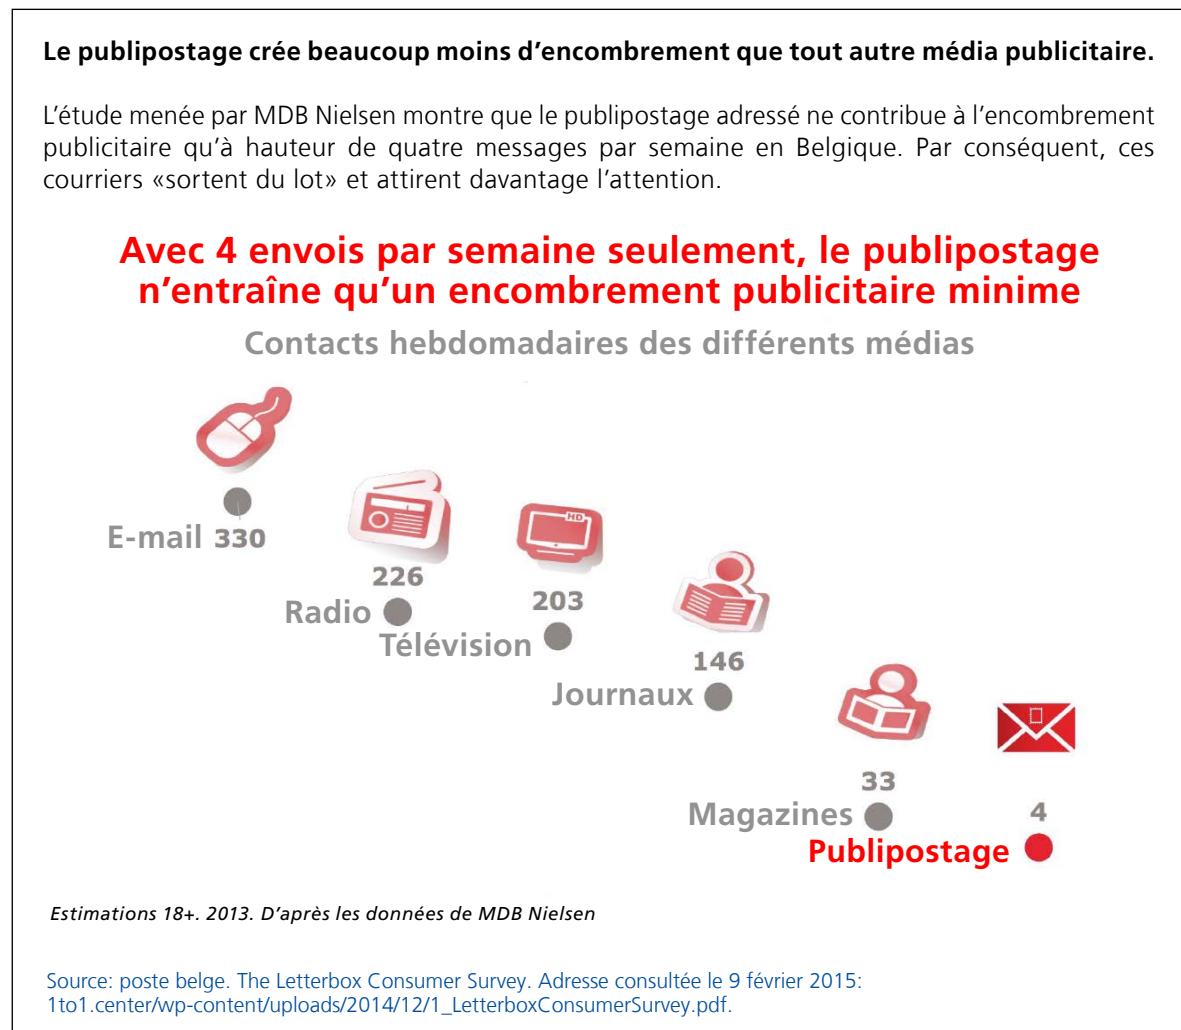 Le publipostage crée beaucoup moins d’encombrement que tout autre média publicitaire.
L’étude menée par MDB Nielsen montre que le publipostage adressé ne contribue à l’encombrement
publicitaire qu’à hauteur de quatre messages par semaine en Belgique. Par conséquent, ces
courriers «sortent du lot» et attirent davantage l’attention.
Avec 4 envois par semaine seulement, le publipostage
n’entraîne qu’un encombrement publicitaire minime
Contacts hebdomadaires des différents médias
E-mail 330
HD
226
Radio
203
Télévision
146
Journaux
33
Magazines
4
Publipostage
Estimations 18+. 2013. D’après les données de MDB Nielsen
Source: poste belge. The Letterbox Consumer Survey. Adresse consultée le 9 février 2015:
1to1.center/wp-content/uploads/2014/12/1_LetterboxConsumerSurvey.pdf.